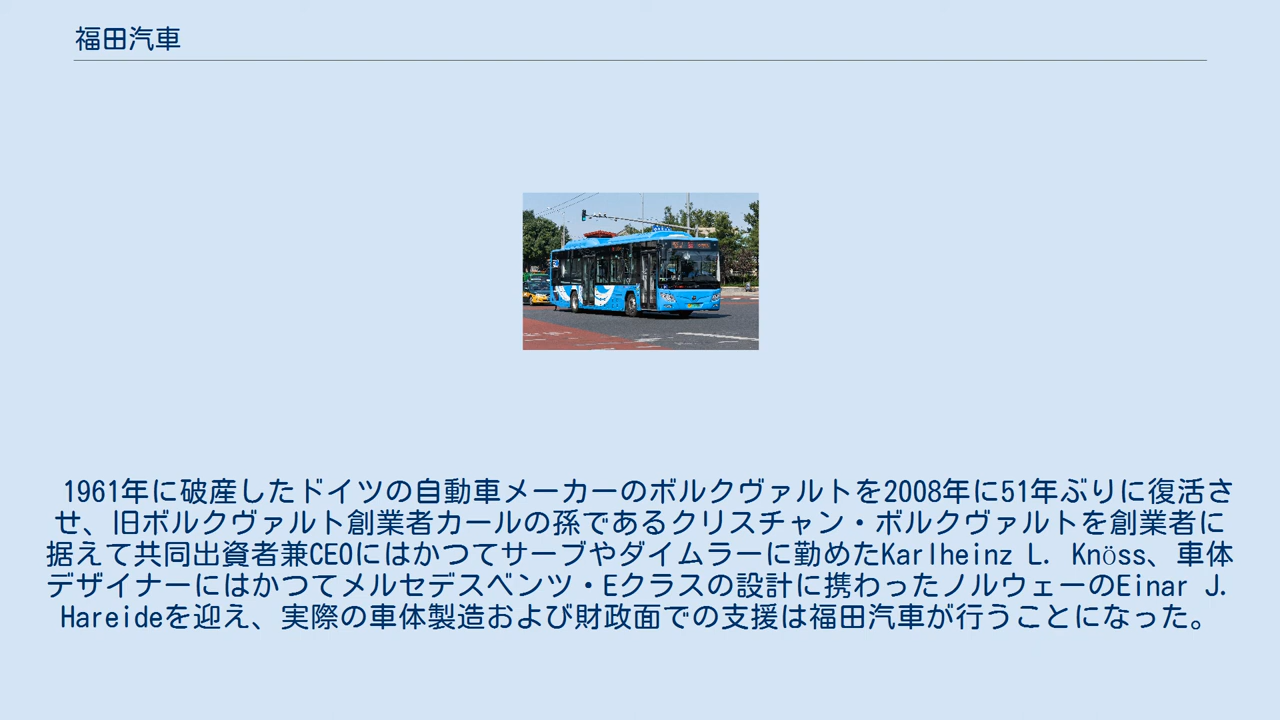 福田汽車
1961年に破産したドイツの自動車メーカーのボルクヴァルトを2008年に51年ぶりに復活さ
せ、旧ボルクヴァルト創業者カールの孫であるクリスチャン・ボルクヴァルトを創業者に
据えて共同出資者兼CEOにはかつてサーブやダイムラーに勤めたKarlheinz L. Knöss、車体
デザイナーにはかつてメルセデスベンツ・Eクラスの設計に携わったノルウェーのEinar J.
Hareideを迎え、実際の車体製造および財政面での支援は福田汽車が行うことになった。